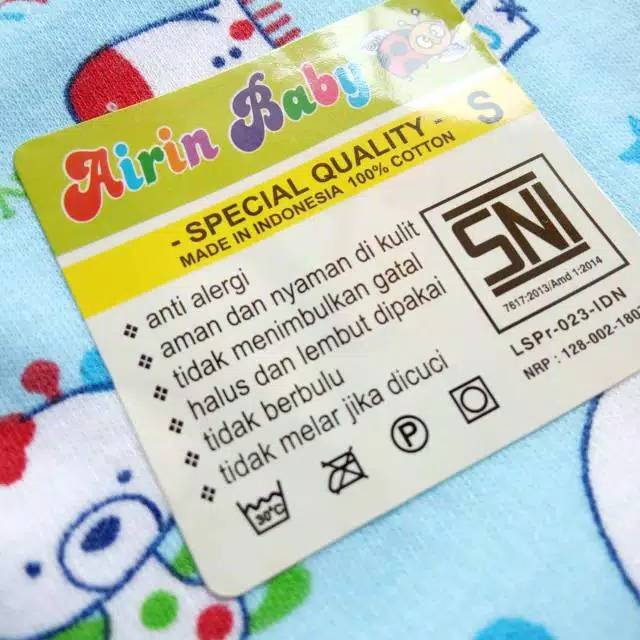 Airin Baby
S
- SPECIAL QUALITY -
MADE IN INDONESIA 100% COTTON
anti alergi
aman dan nyaman di kulit
tidak menimbulkan gatal
halus dan lembut dipakai
tidak berbulu
tidak melar jika dicuci
SNI
7617:2013/Amd 1:2014
LSPr-023-IDN
NRP : 128-002-1807
30°C
P